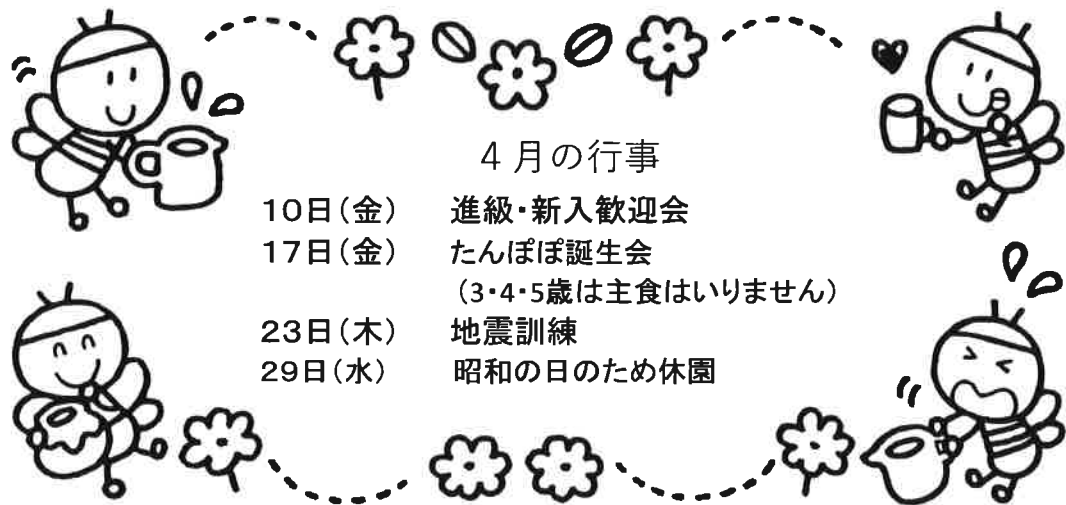 4月の行事
10日(金) 進級・新入歓迎会
17日(金) たんぽぽ誕生会
(3・4・5歳は主食はいりません)
23日(木) 地震訓練
29日(水) 昭和の日のため休園